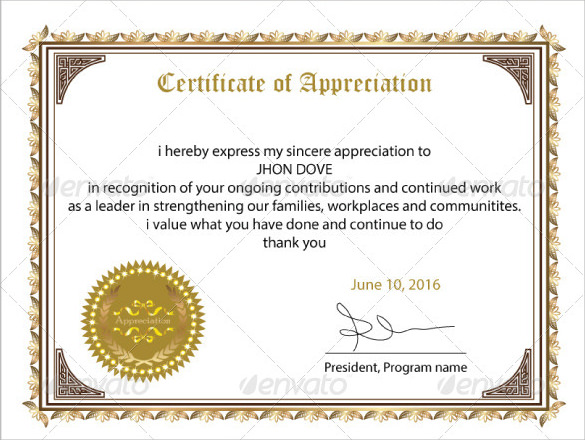 Certificate of Appreciation
i hereby express my sincere appreciation to
JHON DOVE
in recognition of your ongoing contributions and continued work
as a leader in strengthening our families, workplaces and communitites.
i value what you have done and continue to do
thank you
Appreciation
June 10, 2016
President, Program name
envato
envato
envato
envato
envato
envato